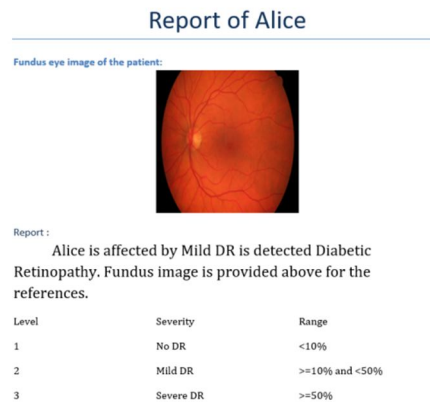 Report of Alice
Fundus eye image of the patient:
Report :
Alice is affected by Mild DR is detected Diabetic
Retinopathy. Fundus image is provided above for the
references.
Level Severity Range
1 No DR <10%
2 Mild DR >=10% and <50%
3 Severe DR >=50%